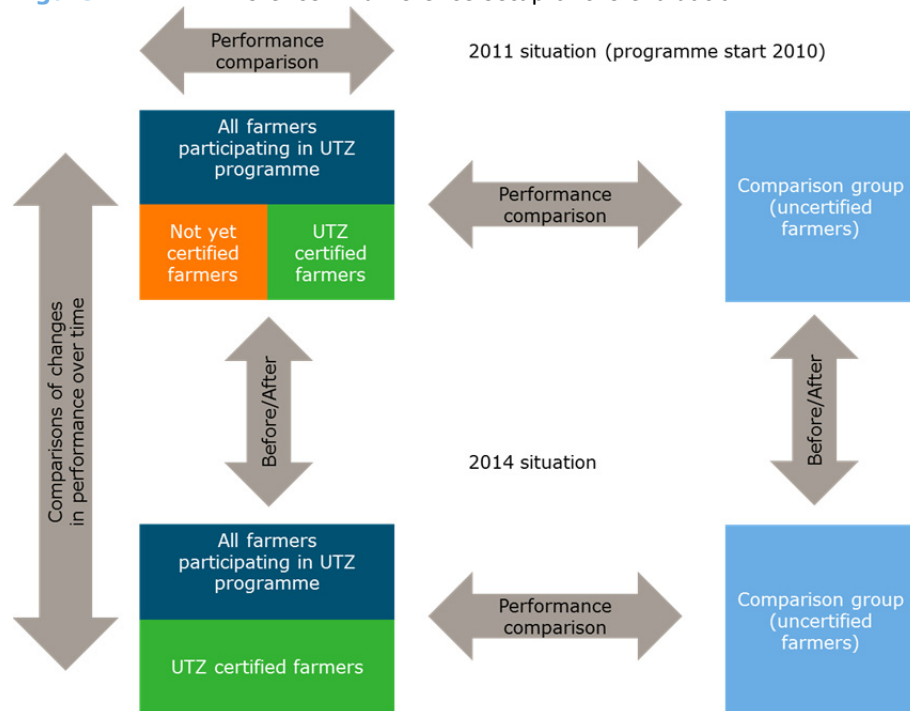 Performance
comparison
2011 situation (programme start 2010)
All farmers
participating in UTZ
programme
Not yet
certified
farmers
UTZ
certified
farmers
Performance
comparison
Comparison group
(uncertified
farmers)
Comparisons of changes
in performance over time
Before/After
Before/After
2014 situation
All farmers
participating in UTZ
programme
UTZ certified farmers
Performance
comparison
Comparison group
(uncertified
farmers)